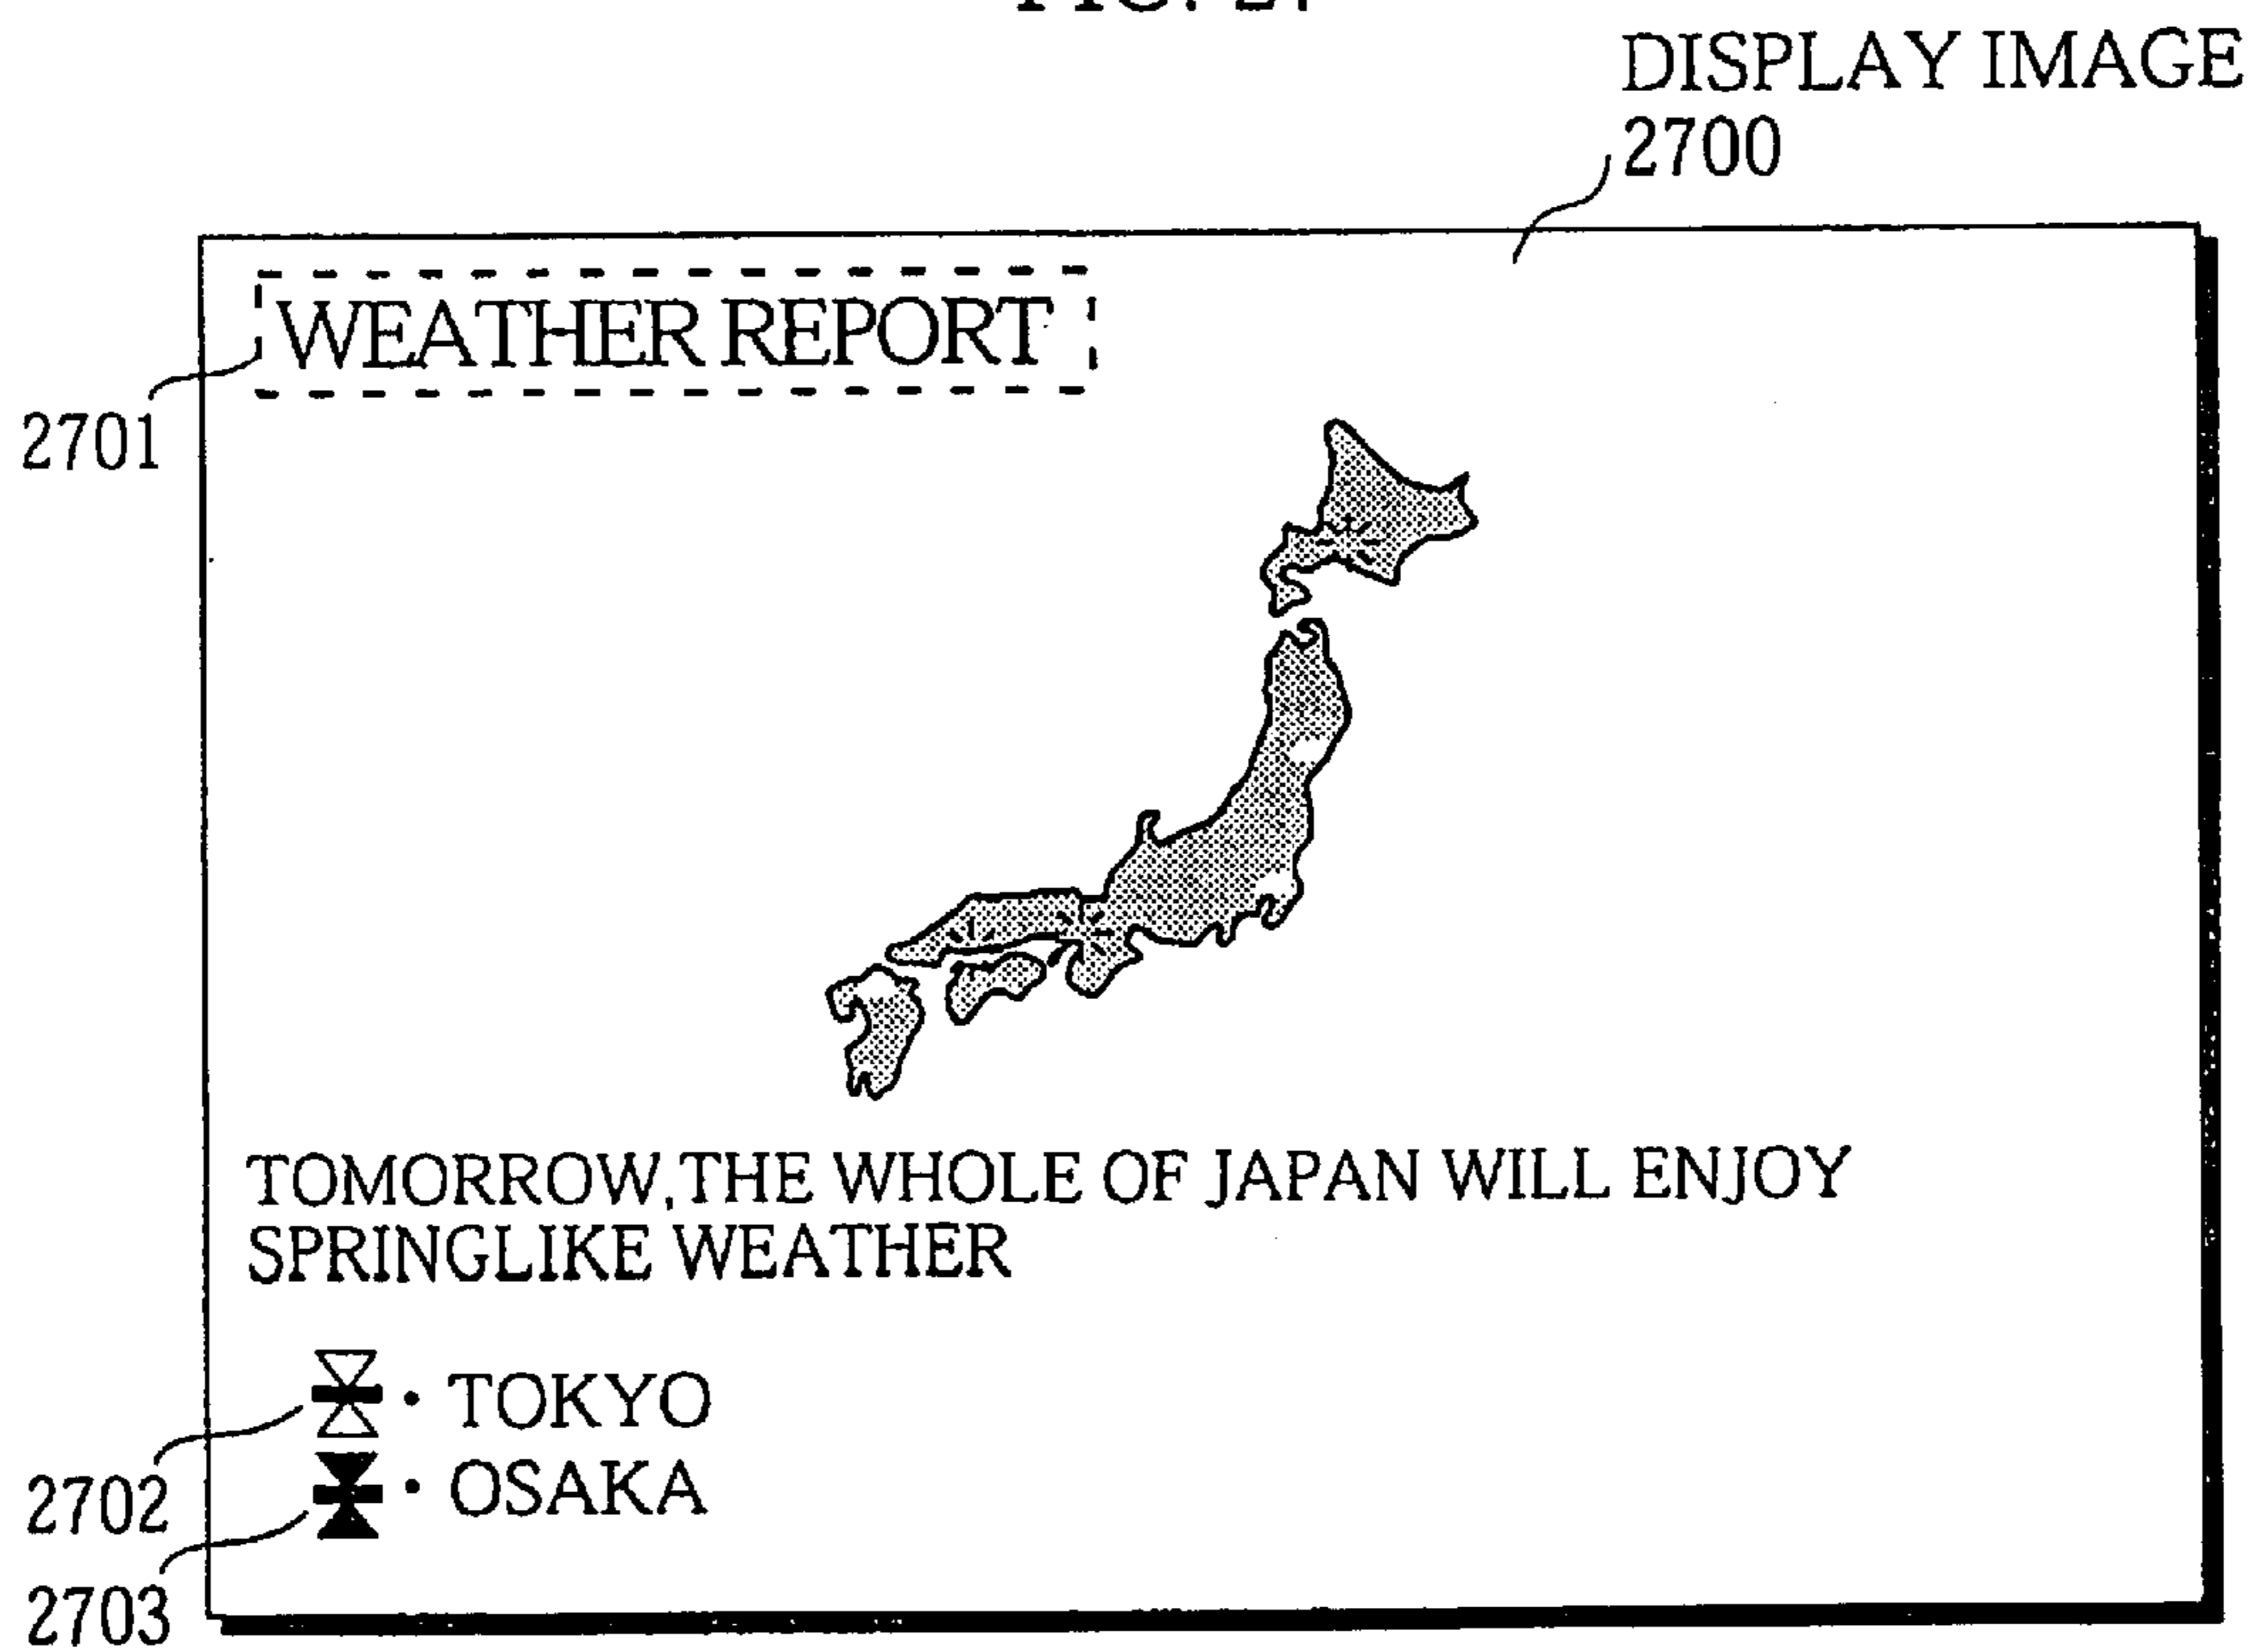 DISPLAY IMAGE
2700
WEATHER REPORT
2701
TOMORROW, THE WHOLE OF JAPAN WILL ENJOY
SPRINGLIKE WEATHER
• TOKYO
2702
• OSAKA
2703